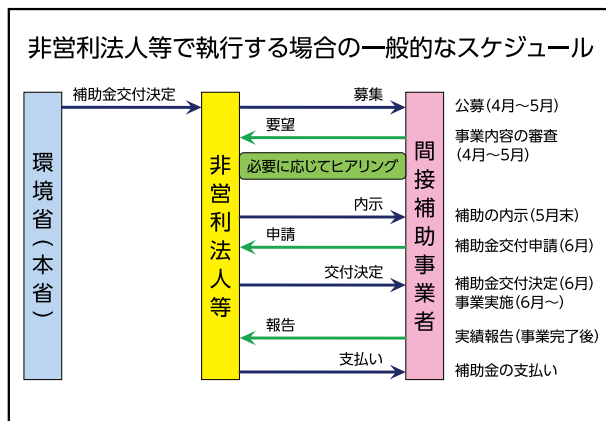 非営利法人等で執行する場合の一般的なスケジュール
環境省(本省)
補助金交付決定
非営利法人等
募集
要望
必要に応じてヒアリング
内示
申請
交付決定
報告
支払い
間接補助事業者
公募(4月～5月)
事業内容の審査
(4月～5月)
補助の内示(5月末)
補助金交付申請(6月)
補助金交付決定(6月)
事業実施(6月～)
実績報告(事業完了後)
補助金の支払い